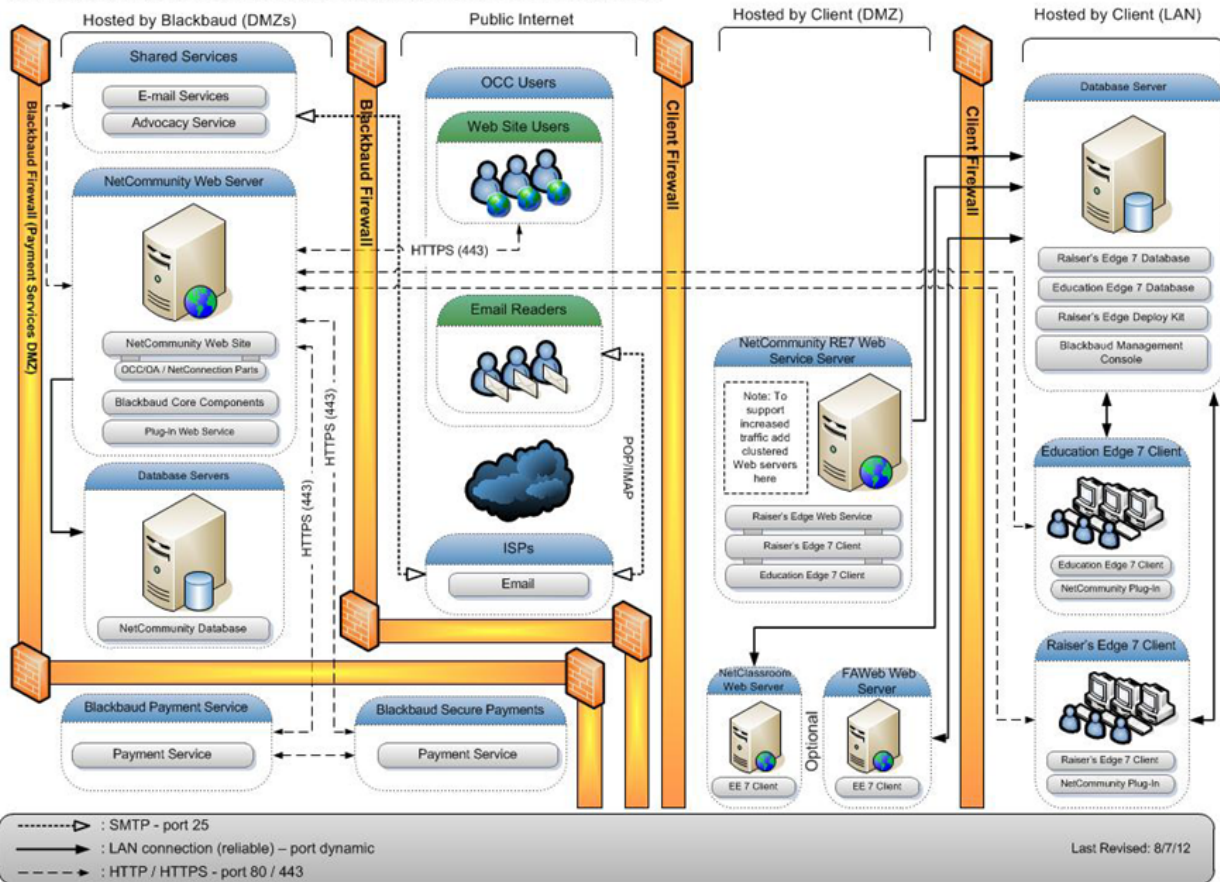 Hosted by Blackbaud (DMZs)
Public Internet
Hosted by Client (DMZ)
Hosted by Client (LAN)
Blackbaud Firewall (Payment Services DMZ)
Shared Services
E-mail Services
Advocacy Service
NetCommunity Web Server
NetCommunity Web Site
OCC/OA / NetConnection Parts
Blackbaud Core Components
Plug-In Web Service
Database Servers
NetCommunity Database
HTTPS (443)
HTTPS (443)
Blackbaud Payment Service
Payment Service
Blackbaud Secure Payments
Payment Service
Blackbaud Firewall
OCC Users
Web Site Users
HTTPS (443)
Email Readers
POP/IMAP
ISPs
Email
Client Firewall
NetCommunity RE7 Web
Service Server
Note: To
support
increased
traffic add
clustered
Web servers
here
Raiser's Edge Web Service
Raiser's Edge 7 Client
Education Edge 7 Client
NetClassroom
Web Server
EE 7 Client
Optional
FAWeb Web
Server
EE 7 Client
Client Firewall
Database Server
Raiser's Edge 7 Database
Education Edge 7 Database
Raiser's Edge Deploy Kit
Blackbaud Management
Console
Education Edge 7 Client
Education Edge 7 Client
NetCommunity Plug-In
Raiser's Edge 7 Client
Raiser's Edge 7 Client
NetCommunity Plug-In
: SMTP - port 25
: LAN connection (reliable) – port dynamic
: HTTP / HTTPS - port 80 / 443
Last Revised: 8/7/12